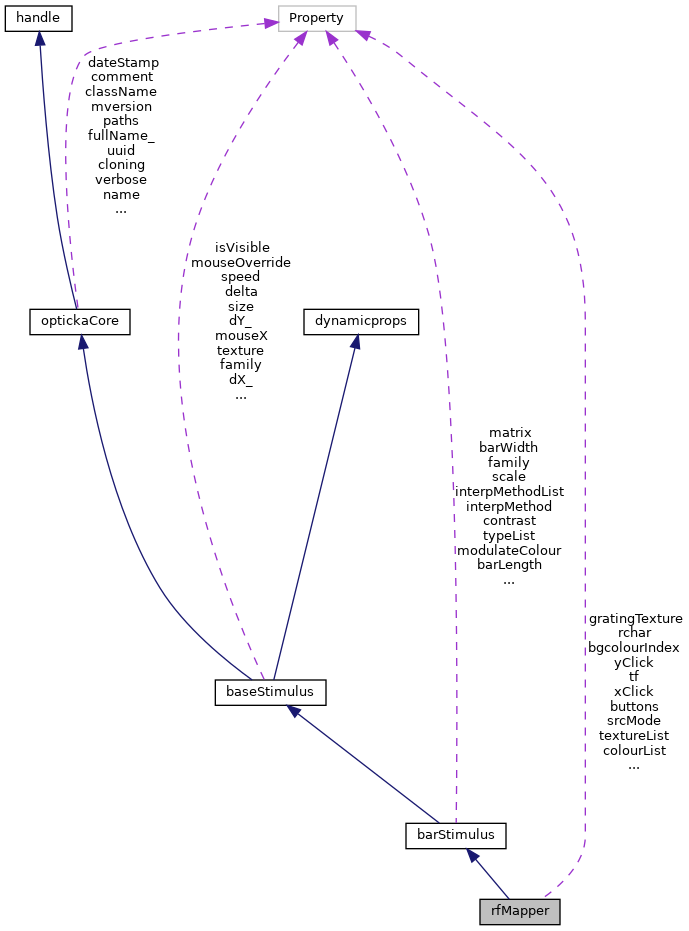 handle
Property
dateStamp
comment
className
mversion
paths
fullName_
uuid
cloning
verbose
name
...
isVisible
mouseOverride
speed
delta
size
dY_
mouseX
texture
family
dX_
...
optickaCore
dynamicprops
matrix
barWidth
family
scale
interpMethodList
interpMethod
contrast
typeList
modulateColour
barLength
...
gratingTexture
rchar
bgcolourIndex
yClick
tf
xClick
buttons
srcMode
textureList
colourList
...
baseStimulus
barStimulus
rfMapper